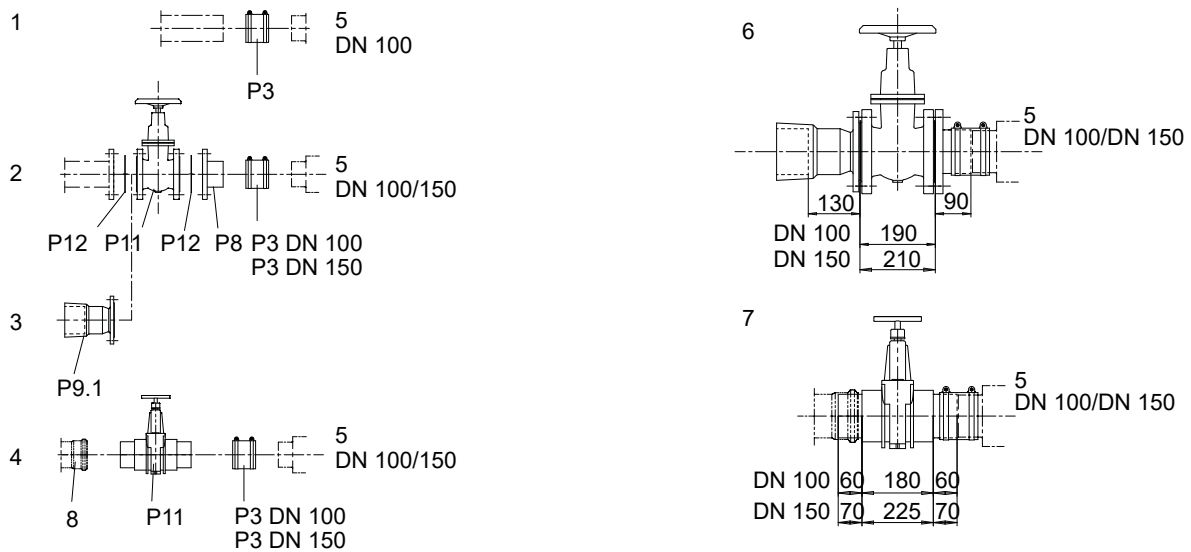 1
5
DN 100
P3
2
5
DN 100/150
P12 P11 P12 P8 P3 DN 100
P3 DN 150
3
P9.1
4
5
DN 100/150
8 P11 P3 DN 100
P3 DN 150
6
5
DN 100/DN 150
130 90
DN 100 190
DN 150 210
7
5
DN 100/DN 150
DN 100 60 180 60
DN 150 70 225 70